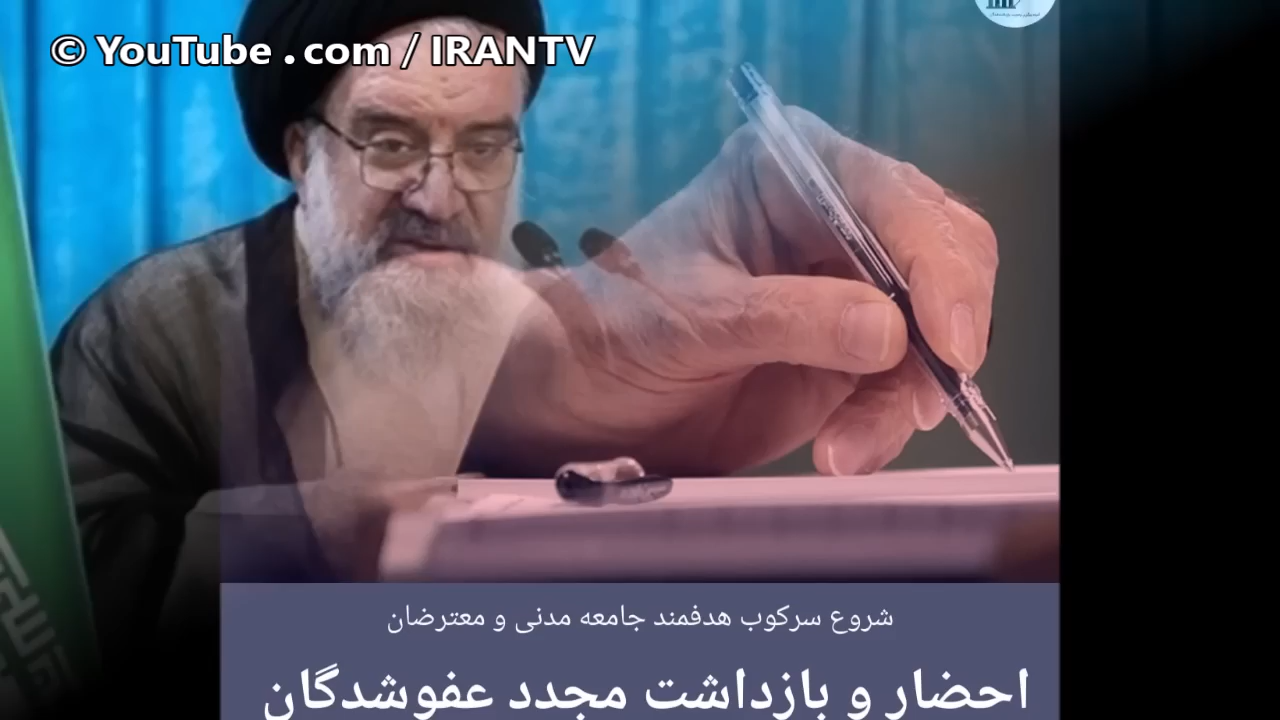 © YouTube . com / IRANTV
شروع سرکوب هدفمند جامعه مدنی و معترضان
احضار و بازداشت مجدد عفوشدگان